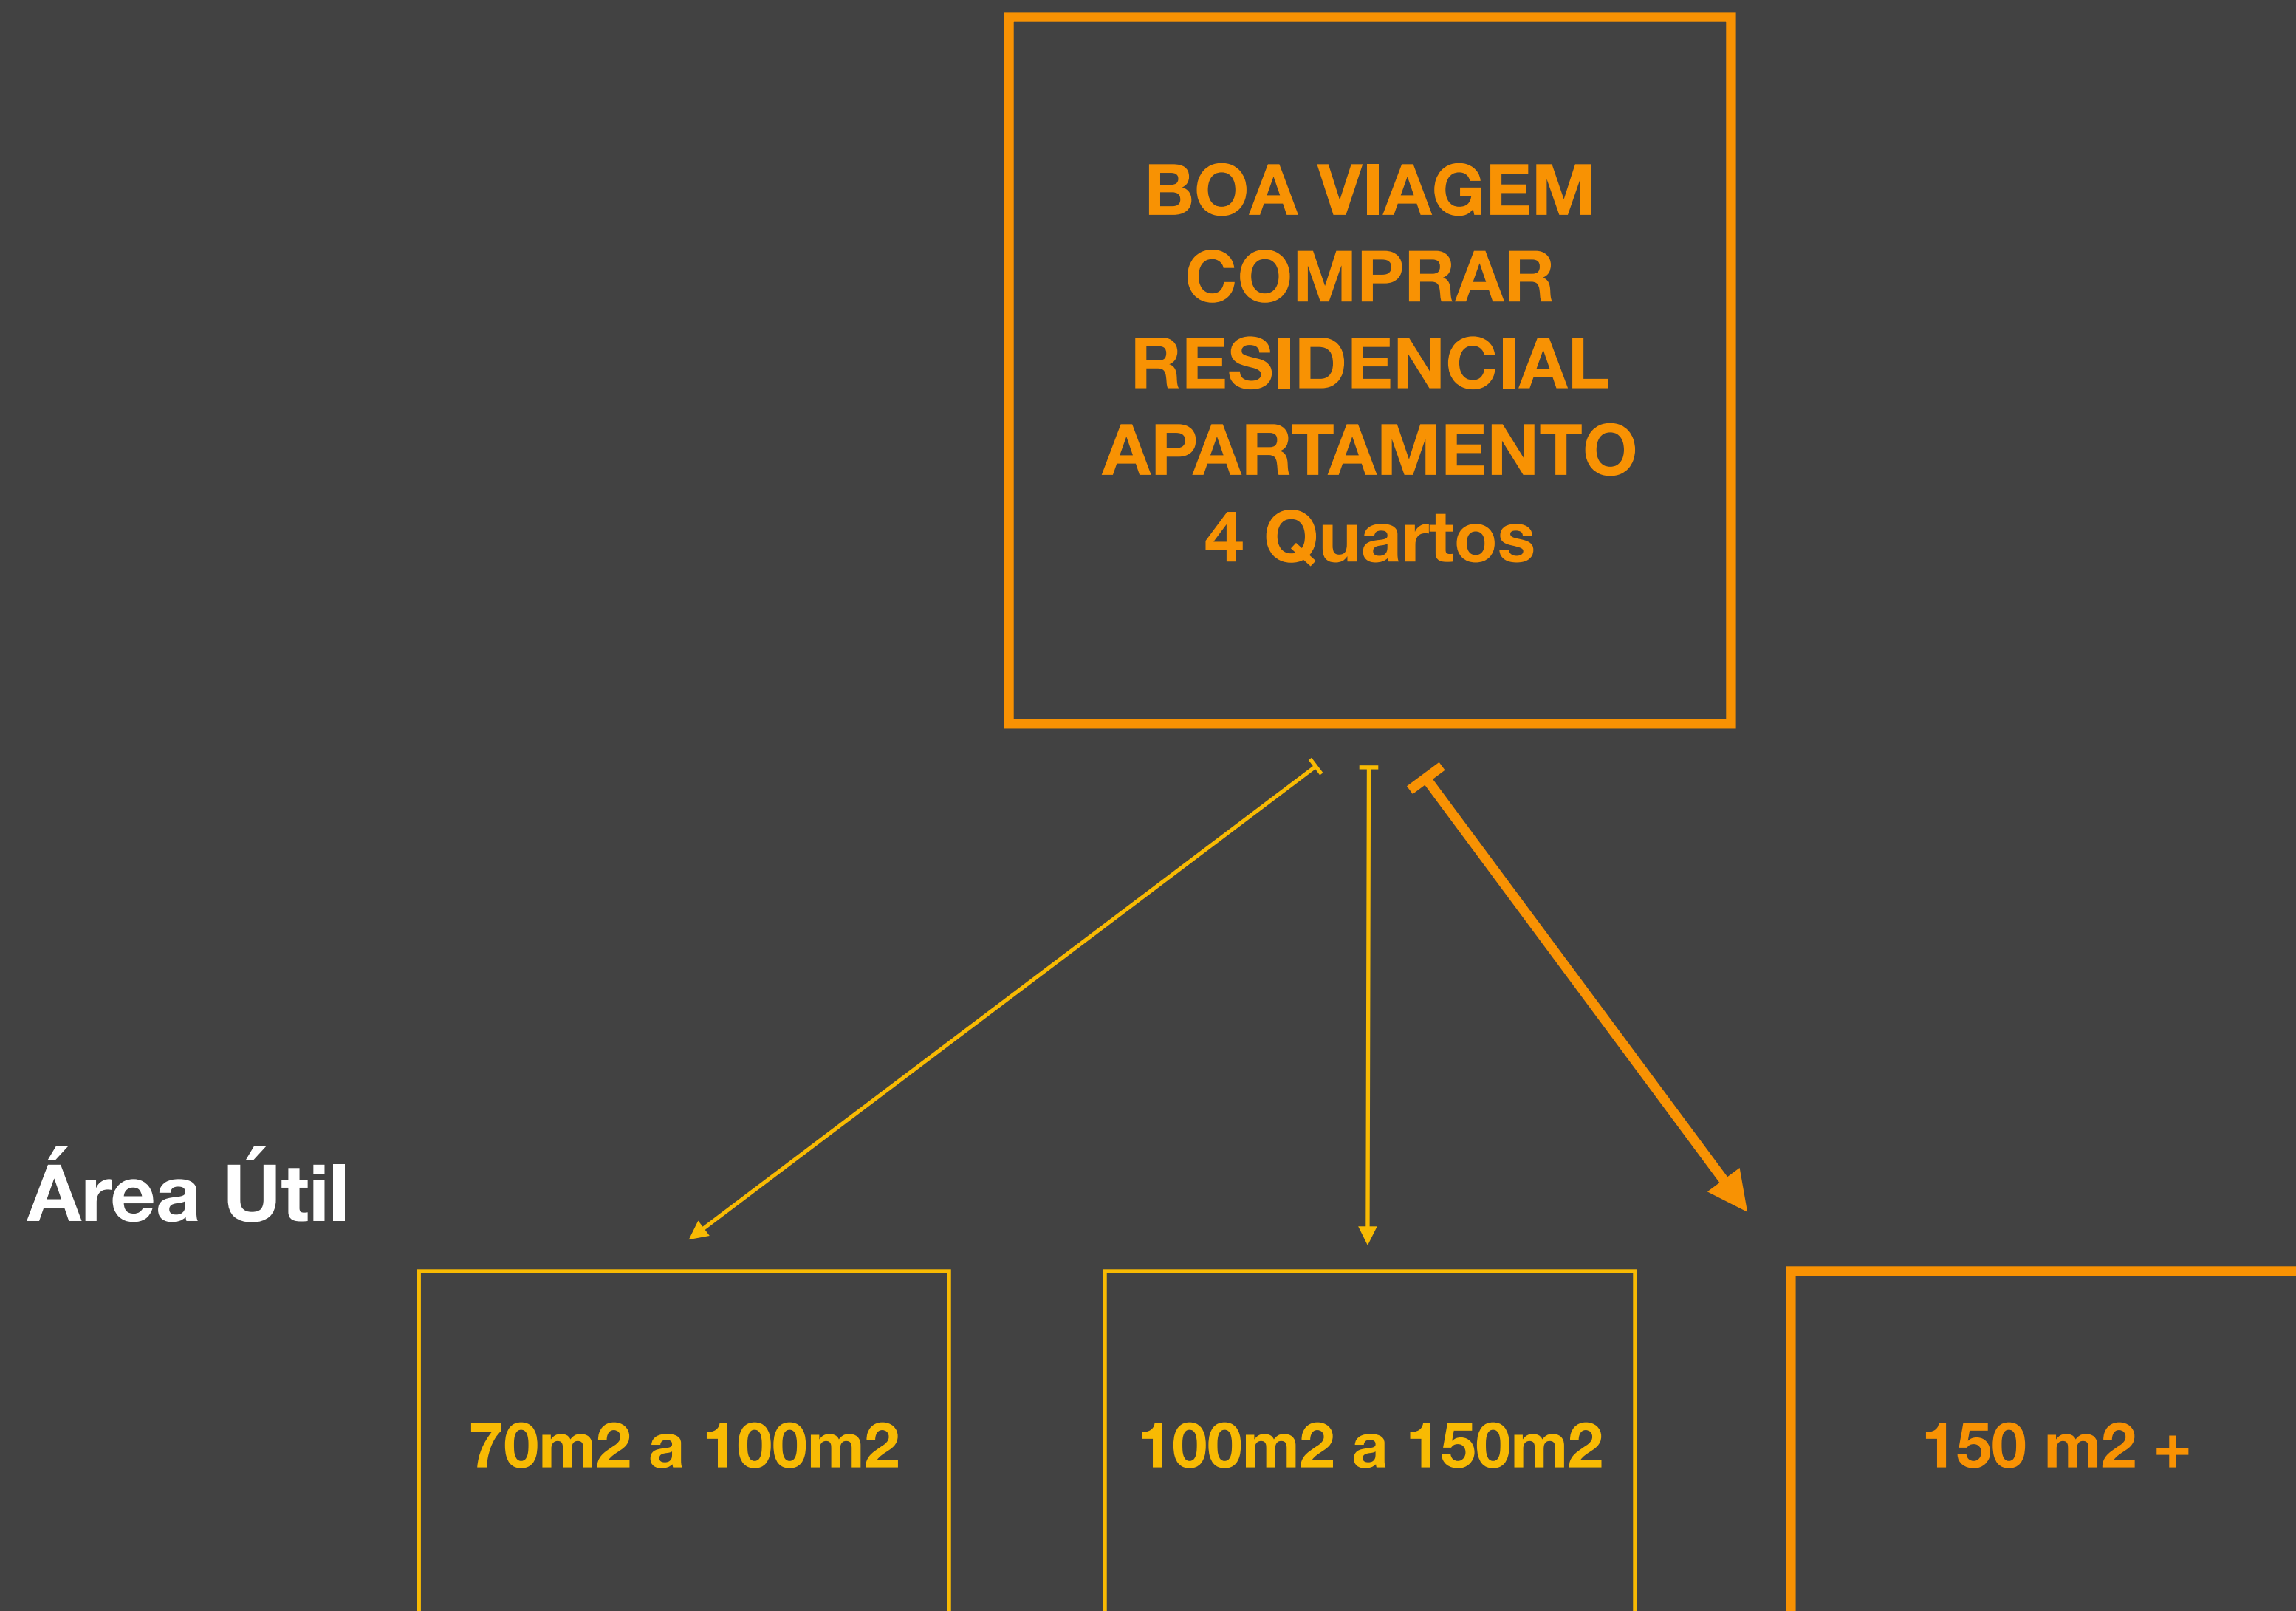 BOA VIAGEM
COMPRAR
RESIDENCIAL
APARTAMENTO
4 Quartos
Área Útil
70m2 a 100m2
100m2 a 150m2
150 m2 +